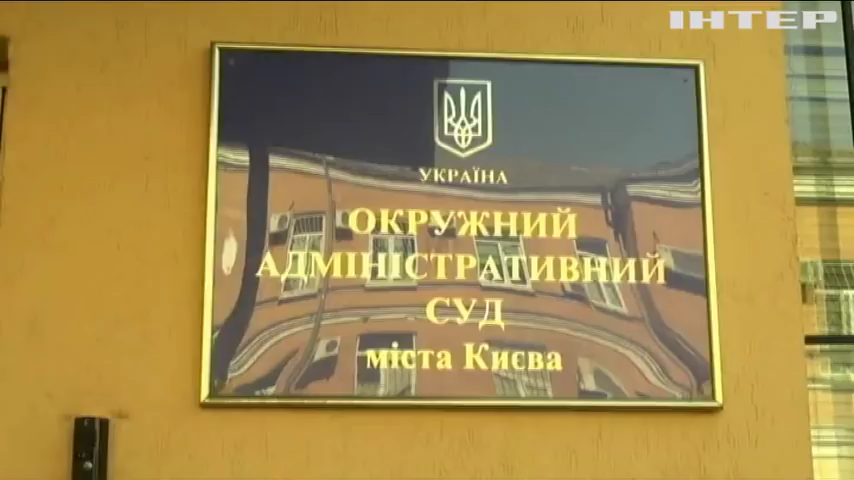 ІНТЕР
УКРАЇНА
ОКРУЖНИЙ
АДМІНІСТРАТИВНИЙ
СУД
міста Києва